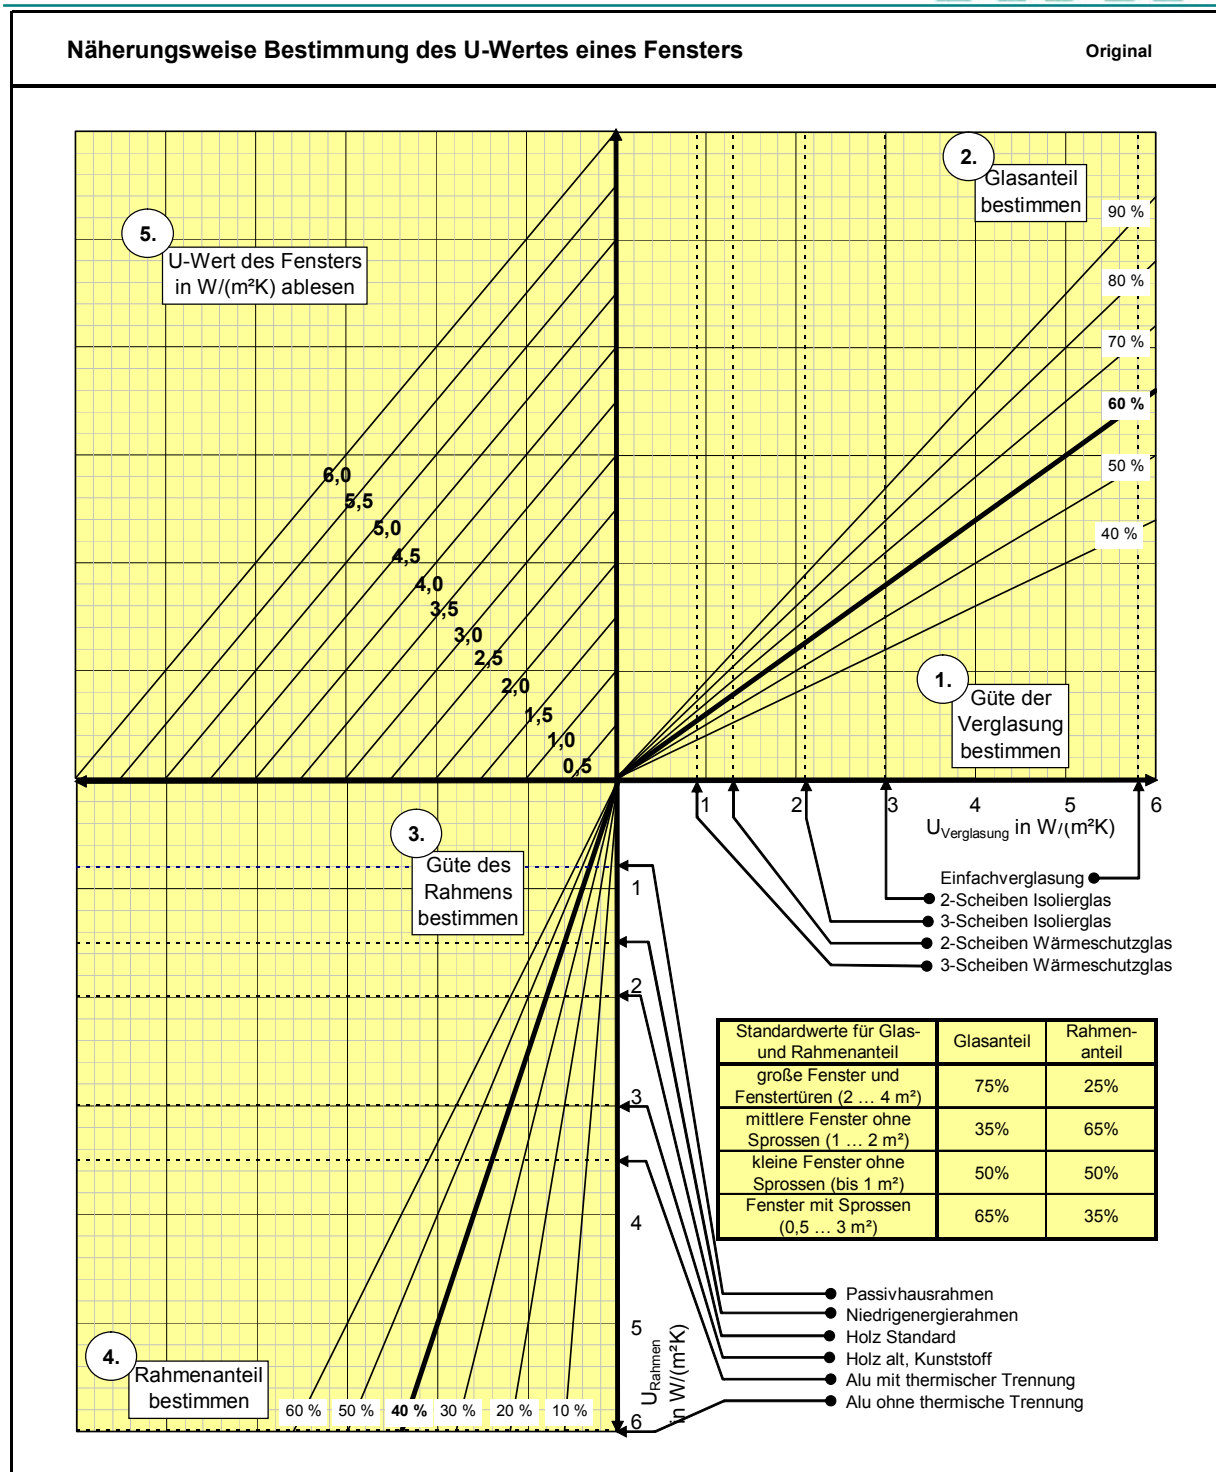 Näherungsweise Bestimmung des U-Wertes eines Fensters
Original
2.
Glasanteil
bestimmen
90 %
80 %
70 %
60 %
50 %
40 %
5.
U-Wert des Fensters
in W/(m²K) ablesen
6,0
5,5
5,0
4,5
4,0
3,5
3,0
2,5
2,0
1,5
1,0
0,5
1.
Güte der
Verglasung
bestimmen
1 2 3 4 5 6
UVerglasung in W/(m²K)
Einfachverglasung
2-Scheiben Isolierglas
3-Scheiben Isolierglas
2-Scheiben Wärmeschutzglas
3-Scheiben Wärmeschutzglas
3.
Güte des
Rahmens
bestimmen
1
2
3
4
5
6
URahmen
in W/(m²K)
Standardwerte für Glas-
und Rahmenanteil
Glasanteil
Rahmen-
anteil
große Fenster und
Fenstertüren (2 … 4 m²)
75% 25%
mittlere Fenster ohne
Sprossen (1 … 2 m²)
35% 65%
kleine Fenster ohne
Sprossen (bis 1 m²)
50% 50%
Fenster mit Sprossen
(0,5 … 3 m²)
65% 35%
Passivhausrahmen
Niedrigenergierahmen
Holz Standard
Holz alt, Kunststoff
Alu mit thermischer Trennung
Alu ohne thermische Trennung
4.
Rahmenanteil
bestimmen
60 % 50 % 40 % 30 % 20 % 10 %